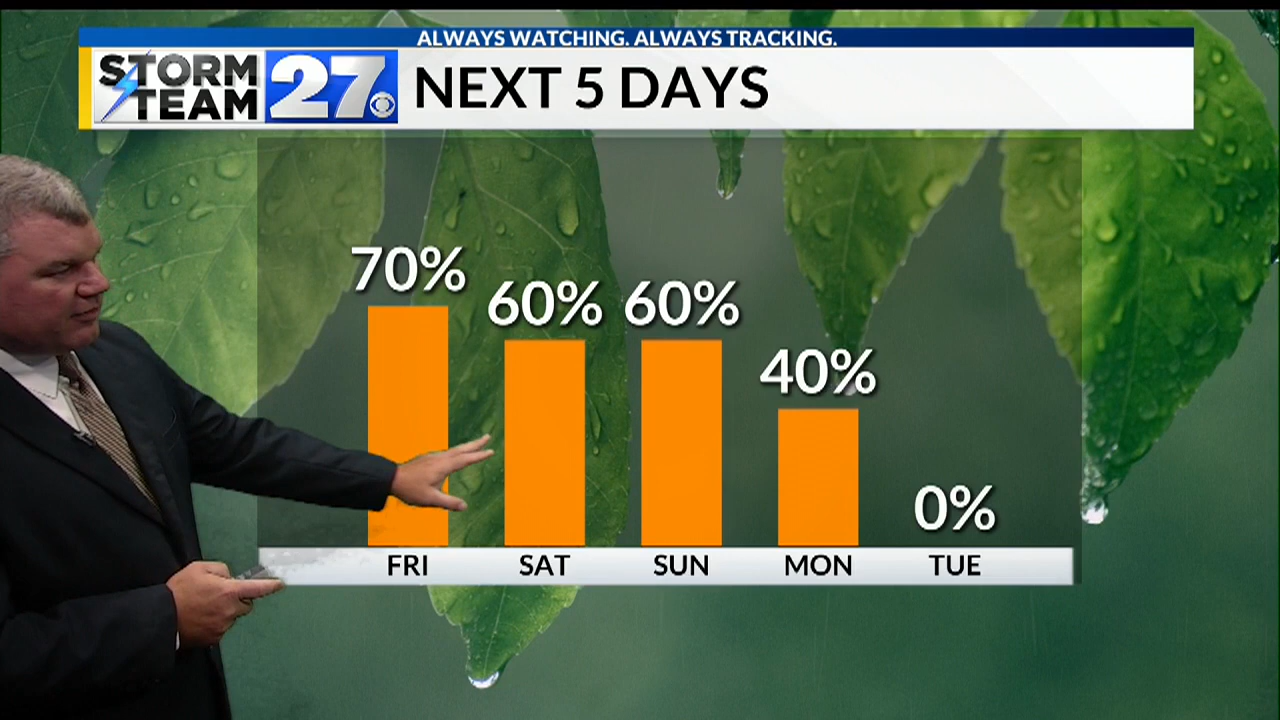 ALWAYS WATCHING. ALWAYS TRACKING.
STORM
TEAM
27
NEXT 5 DAYS
70%
60% 60%
40%
0%
FRI SAT SUN MON TUE